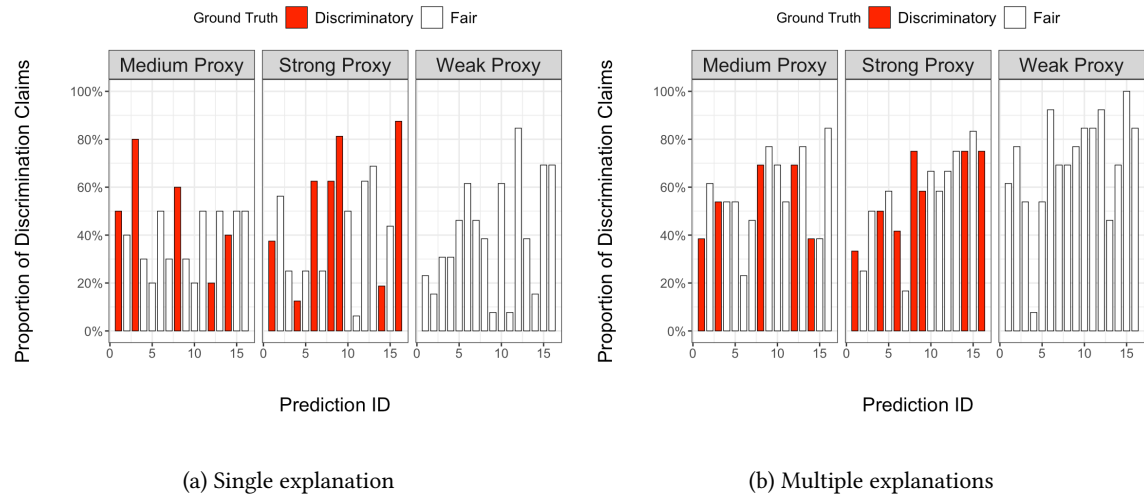 Ground Truth Discriminatory Fair
Proportion of Discrimination Claims
Medium Proxy Strong Proxy Weak Proxy
100%
80%
60%
40%
20%
0%
0 5 10 15 0 5 10 15 0 5 10 15
Prediction ID
(a) Single explanation
Ground Truth Discriminatory Fair
Proportion of Discrimination Claims
Medium Proxy Strong Proxy Weak Proxy
100%
80%
60%
40%
20%
0%
0 5 10 15 0 5 10 15 0 5 10 15
Prediction ID
(b) Multiple explanations